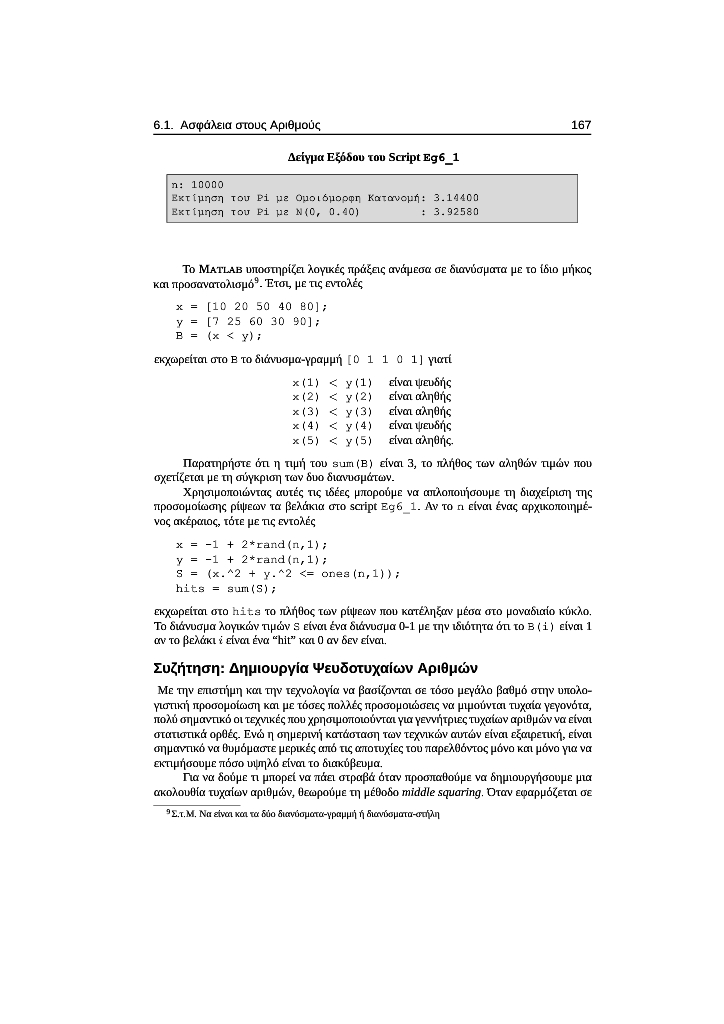 6.1. Ασφάλεια στους Αριθμούς 167
Δείγμα Εξόδου του Script Eg6_1
n: 10000
Εκτίμηση του Pi με Ομοιόμορφη Κατανομή: 3.14400
Εκτίμηση του Pi με N(0, 0.40) : 3.92580
Το MATLAB υποστηρίζει λογικές πράξεις ανάμεσα σε διανύσματα με το ίδιο μήκος
και προσανατολισμό⁹. Έτσι, με τις εντολές
x = [10 20 50 40 80];
y = [7 25 60 30 90];
B = (x < y);
εκχωρείται στο B το διάνυσμα-γραμμή [0 1 1 0 1] γιατί
x(1) < y(1) είναι ψευδής
x(2) < y(2) είναι αληθής
x(3) < y(3) είναι αληθής
x(4) < y(4) είναι ψευδής
x(5) < y(5) είναι αληθής.
Παρατηρήστε ότι η τιμή του sum(B) είναι 3, το πλήθος των αληθών τιμών που
σχετίζεται με τη σύγκριση των δυο διανυσμάτων.
Χρησιμοποιώντας αυτές τις ιδέες μπορούμε να απλοποιήσουμε τη διαχείριση της
προσομοίωσης ρίψεων τα βελάκια στο script Eg6_1. Αν το n είναι ένας αρχικοποιημέ-
νος ακέραιος, τότε με τις εντολές
x = -1 + 2*rand(n,1);
y = -1 + 2*rand(n,1);
S = (x.^2 + y.^2 <= ones(n,1));
hits = sum(S);
εκχωρείται στο hits το πλήθος των ρίψεων που κατέληξαν μέσα στο μοναδιαίο κύκλο.
Το διάνυσμα λογικών τιμών S είναι ένα διάνυσμα 0-1 με την ιδιότητα ότι το B(i) είναι 1
αν το βελάκι i είναι ένα “hit” και 0 αν δεν είναι.
Συζήτηση: Δημιουργία Ψευδοτυχαίων Αριθμών
Με την επιστήμη και την τεχνολογία να βασίζονται σε τόσο μεγάλο βαθμό στην υπολο-
γιστική προσομοίωση και με τόσες πολλές προσομοιώσεις να μιμούνται τυχαία γεγονότα,
πολύ σημαντικό οι τεχνικές που χρησιμοποιούνται για γεννήτριες τυχαίων αριθμών να είναι
στατιστικά ορθές. Ενώ η σημερινή κατάσταση των τεχνικών αυτών είναι εξαιρετική, είναι
σημαντικό να θυμόμαστε μερικές από τις αποτυχίες του παρελθόντος μόνο και μόνο για να
εκτιμήσουμε πόσο υψηλό είναι το διακύβευμα.
Για να δούμε τι μπορεί να πάει στραβά όταν προσπαθούμε να δημιουργήσουμε μια
ακολουθία τυχαίων αριθμών, θεωρούμε τη μέθοδο middle squaring. Όταν εφαρμόζεται σε
⁹Σ.τ.Μ. Να είναι και τα δύο διανύσματα-γραμμή ή διανύσματα-στήλη